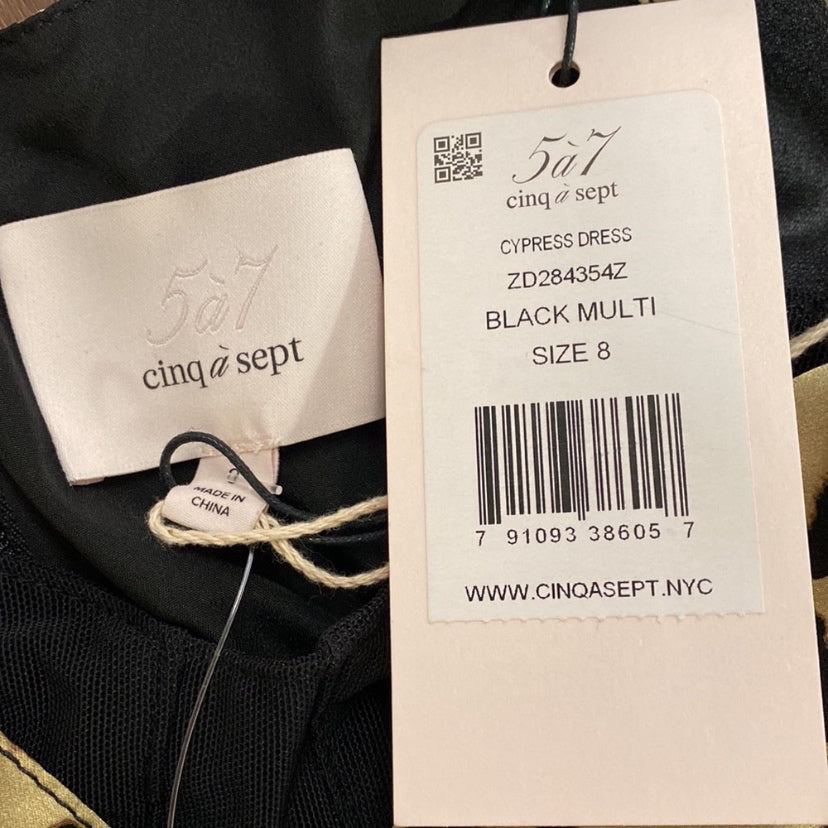 5à7
cinq à sept
MADE IN
CHINA
5à7
cinq à sept
CYPRESS DRESS
ZD284354Z
BLACK MULTI
SIZE 8
7 91093 38605 7
WWW.CINQASEPT.NYC